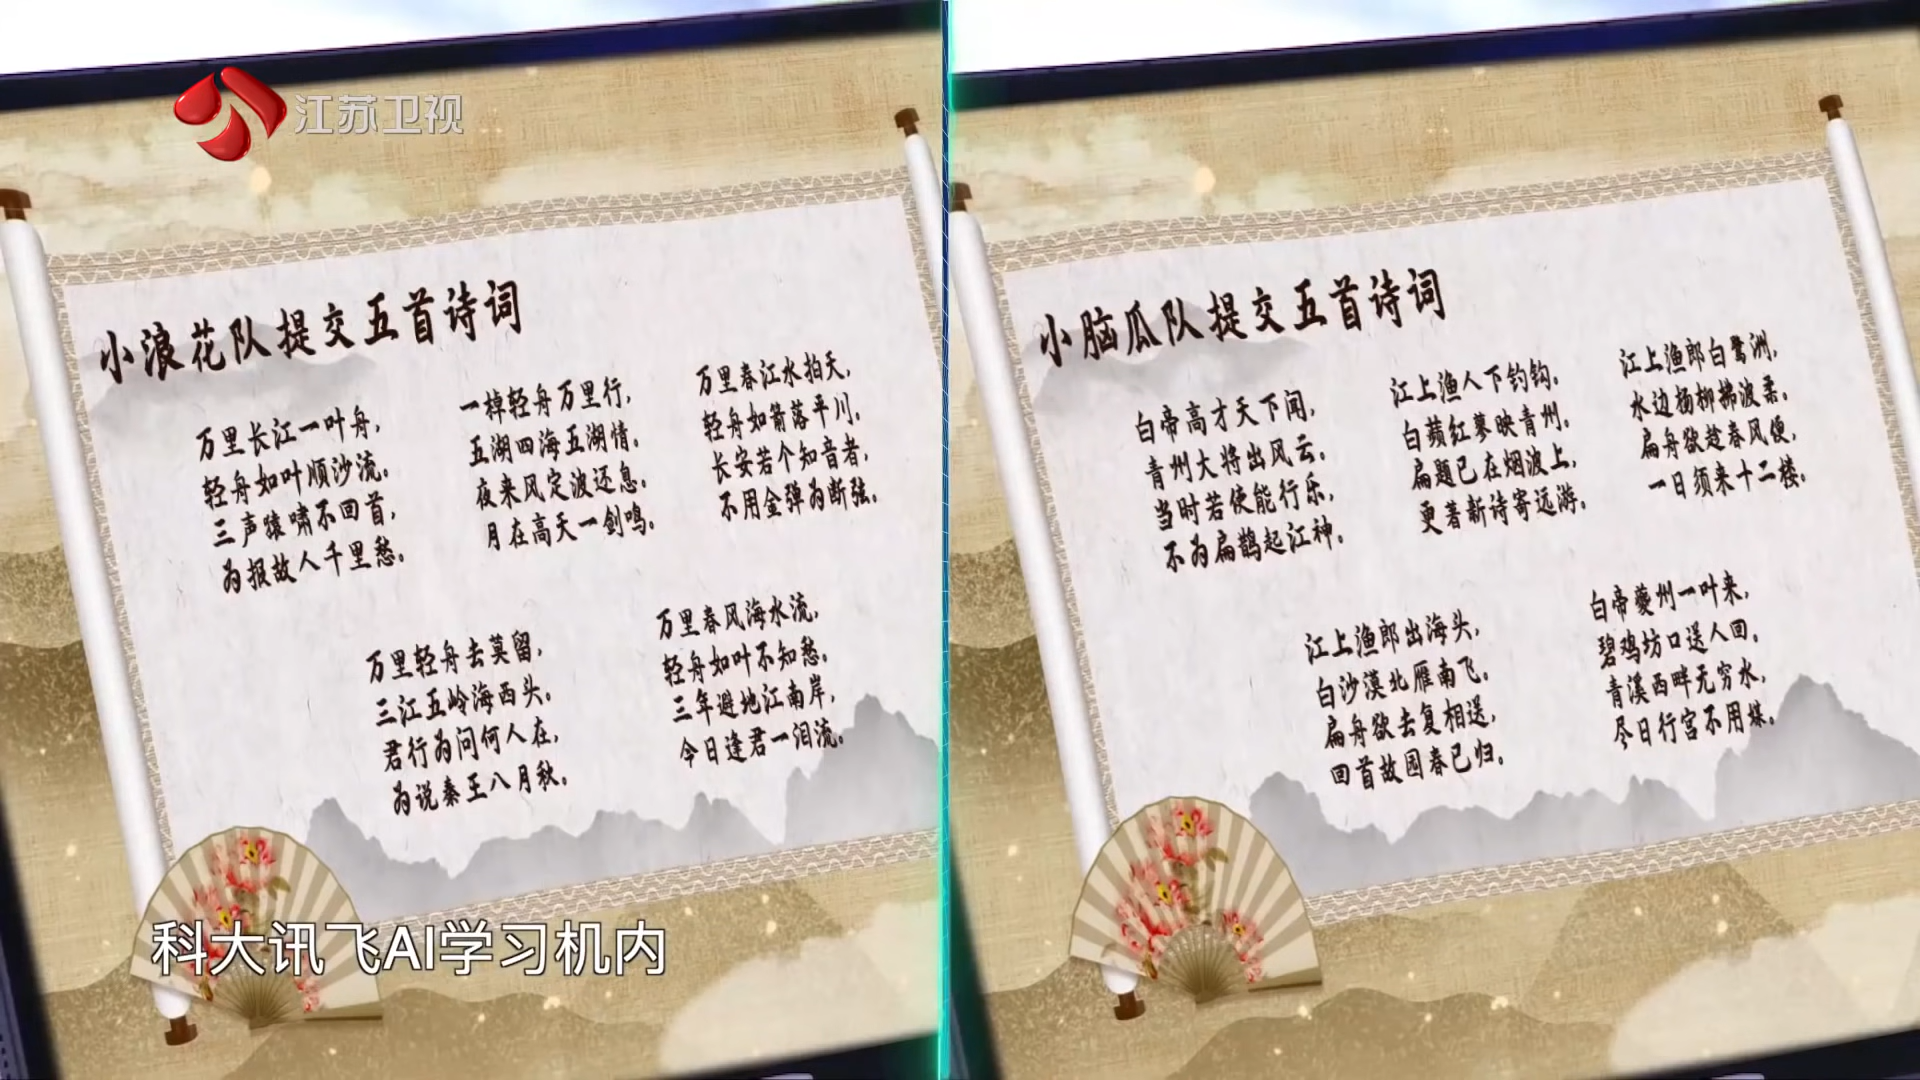 江苏卫视
小浪花队提交五首诗词
万里长江一叶舟，
轻舟如叶顺沙流。
三声猿啸不回首，
为报故人千里愁。
一棹轻舟万里行，
五湖四海五湖情。
夜来风定波还息。
月在高天一剑鸣。
万里春江水拍天，
轻舟如箭落平川。
长安若个知音者，
不用金弹为断弦。
万里轻舟去莫留，
三江五岭海西头。
君行为问何人在，
为说秦王八月秋。
万里春风海水流，
轻舟如叶不知愁。
三年避地江南岸，
今日逢君一泪流。
科大讯飞AI学习机内
小脑瓜队提交五首诗词
白帝高才天下闻，
青州大将出风云。
当时若使能行乐，
不为扁鹊起江神。
江上渔人下钓钩。
白蘋红蓼映青州。
扁题已在烟波上，
更著新诗寄远游。
江上渔郎白鹭洲，
水边杨柳拂波柔。
扁舟欲趁春风便，
一日须来十二楼。
江上渔郎出海头，
白沙漠北雁南飞。
扁舟欲去复相送，
回首故园春已归。
白帝夔州一叶来，
碧鸡坊口送人回。
青溪西畔无穷水，
尽日行宫不用媒。